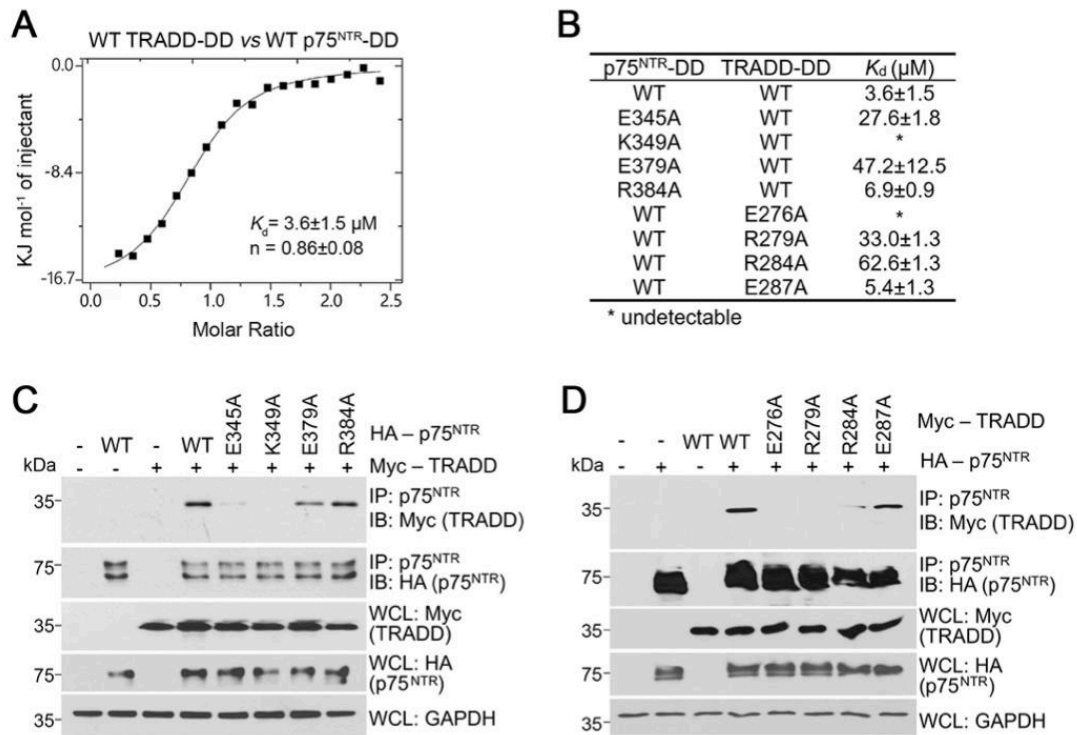 A
WT TRADD-DD vs WT p75NTR-DD
0.0
-8.4
-16.7
KJ mol-1 of injectant
Kd= 3.6±1.5 µM
n = 0.86±0.08
0.0 0.5 1.0 1.5 2.0 2.5
Molar Ratio
B
p75NTR-DD TRADD-DD Kd (µM)
WT WT 3.6±1.5
E345A WT 27.6±1.8
K349A WT *
E379A WT 47.2±12.5
R384A WT 6.9±0.9
WT E276A *
WT R279A 33.0±1.3
WT R284A 62.6±1.3
WT E287A 5.4±1.3
* undetectable
C
- WT - WT E345A K349A E379A R384A HA – p75NTR
- - + + + + + + Myc – TRADD
kDa
35 IP: p75NTR
IB: Myc (TRADD)
75 IP: p75NTR
IB: HA (p75NTR)
35 WCL: Myc
(TRADD)
75 WCL: HA
(p75NTR)
35 WCL: GAPDH
D
- - WT WT E276A R279A R284A E287A Myc – TRADD
- + - + + + + + HA – p75NTR
kDa
35 IP: p75NTR
IB: Myc (TRADD)
75 IP: p75NTR
IB: HA (p75NTR)
35 WCL: Myc
(TRADD)
75 WCL: HA
(p75NTR)
35 WCL: GAPDH